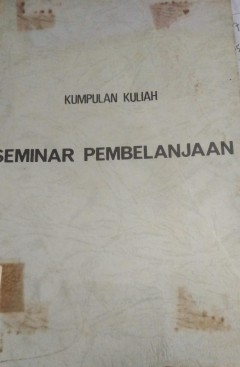 KUMPULAN KULIAH
SEMINAR PEMBELANJAAN